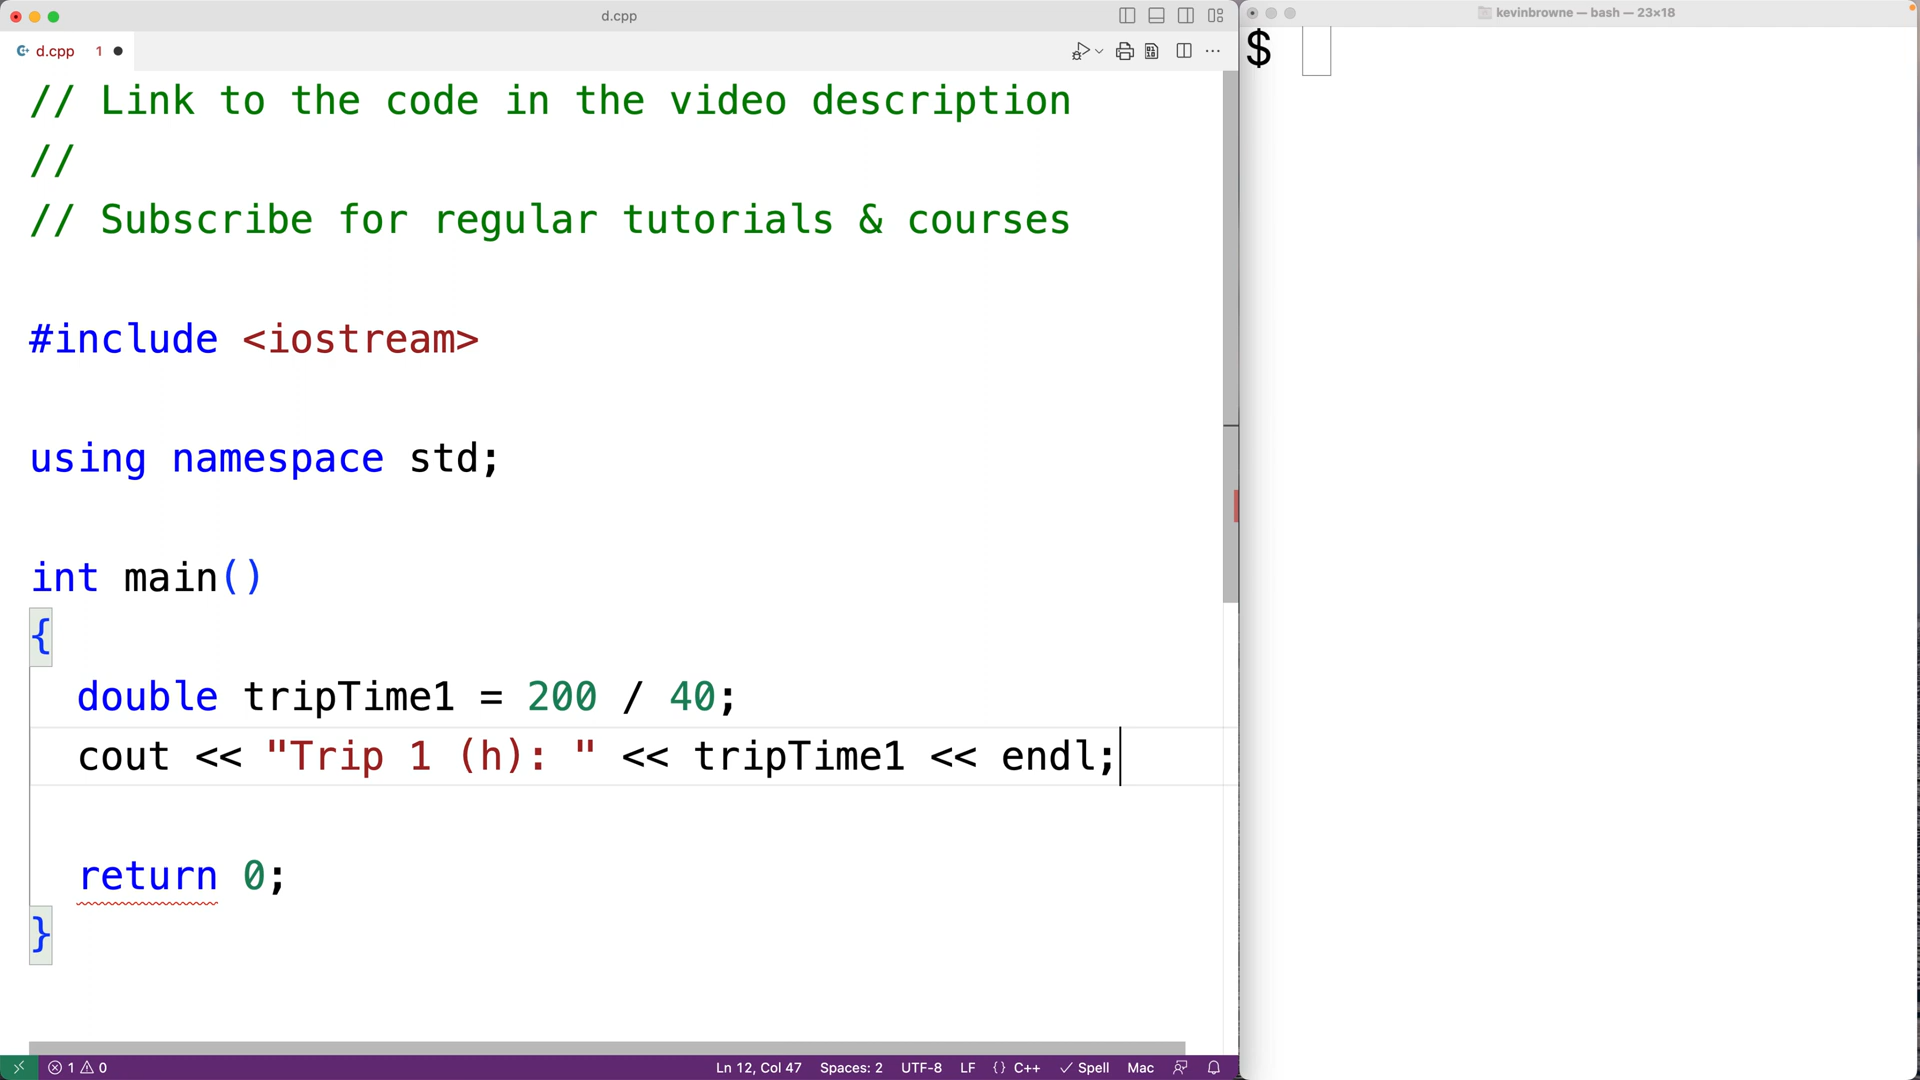 d.cpp
kevinbrowne — bash — 23×18
d.cpp 1
$
// Link to the code in the video description
//
// Subscribe for regular tutorials & courses
#include <iostream>
using namespace std;
int main()
{
double tripTime1 = 200 / 40;
cout << "Trip 1 (h): " << tripTime1 << endl;
return 0;
}
1 0 Ln 12, Col 47 Spaces: 2 UTF-8 LF {} C++ Spell Mac